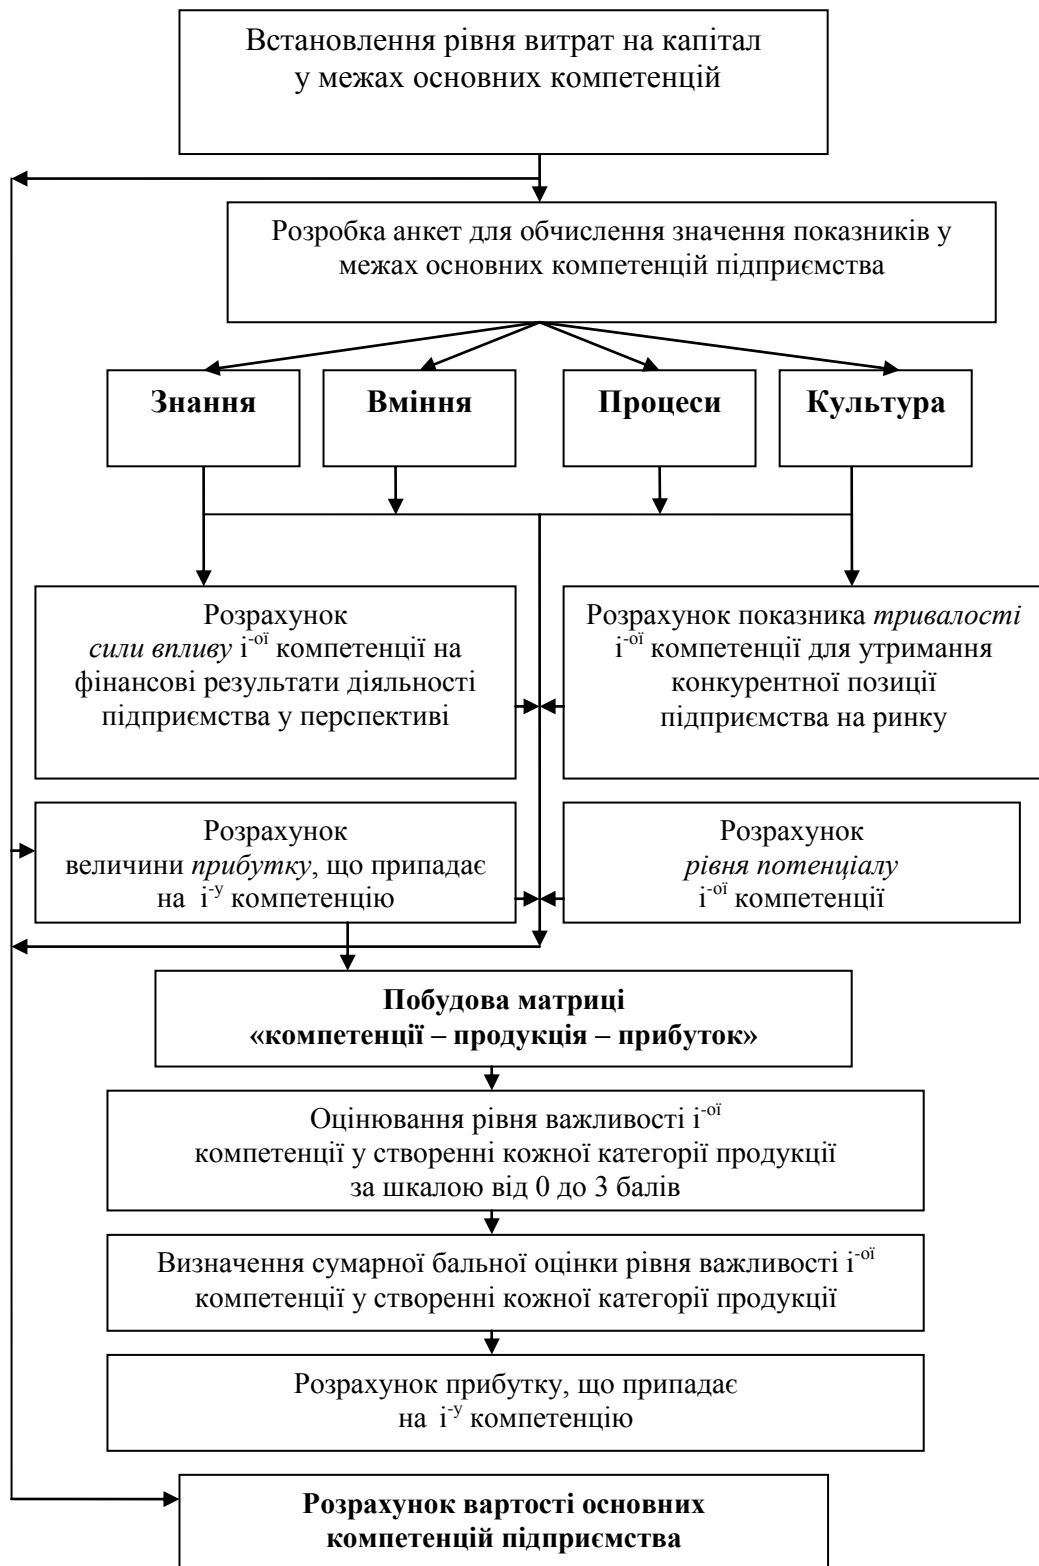 Встановлення рівня витрат на капітал
у межах основних компетенцій
Розробка анкет для обчислення значення показників у
межах основних компетенцій підприємства
Знання
Вміння
Процеси
Культура
Розрахунок
сили впливу і-ої компетенції на
фінансові результати діяльності
підприємства у перспективі
Розрахунок показника тривалості
і-ої компетенції для утримання
конкурентної позиції
підприємства на ринку
Розрахунок
величини прибутку, що припадає
на і-у компетенцію
Розрахунок
рівня потенціалу
і-ої компетенції
Побудова матриці
«компетенції – продукція – прибуток»
Оцінювання рівня важливості і-ої
компетенції у створенні кожної категорії продукції
за шкалою від 0 до 3 балів
Визначення сумарної бальної оцінки рівня важливості і-ої
компетенції у створенні кожної категорії продукції
Розрахунок прибутку, що припадає
на і-у компетенцію
Розрахунок вартості основних
компетенцій підприємства